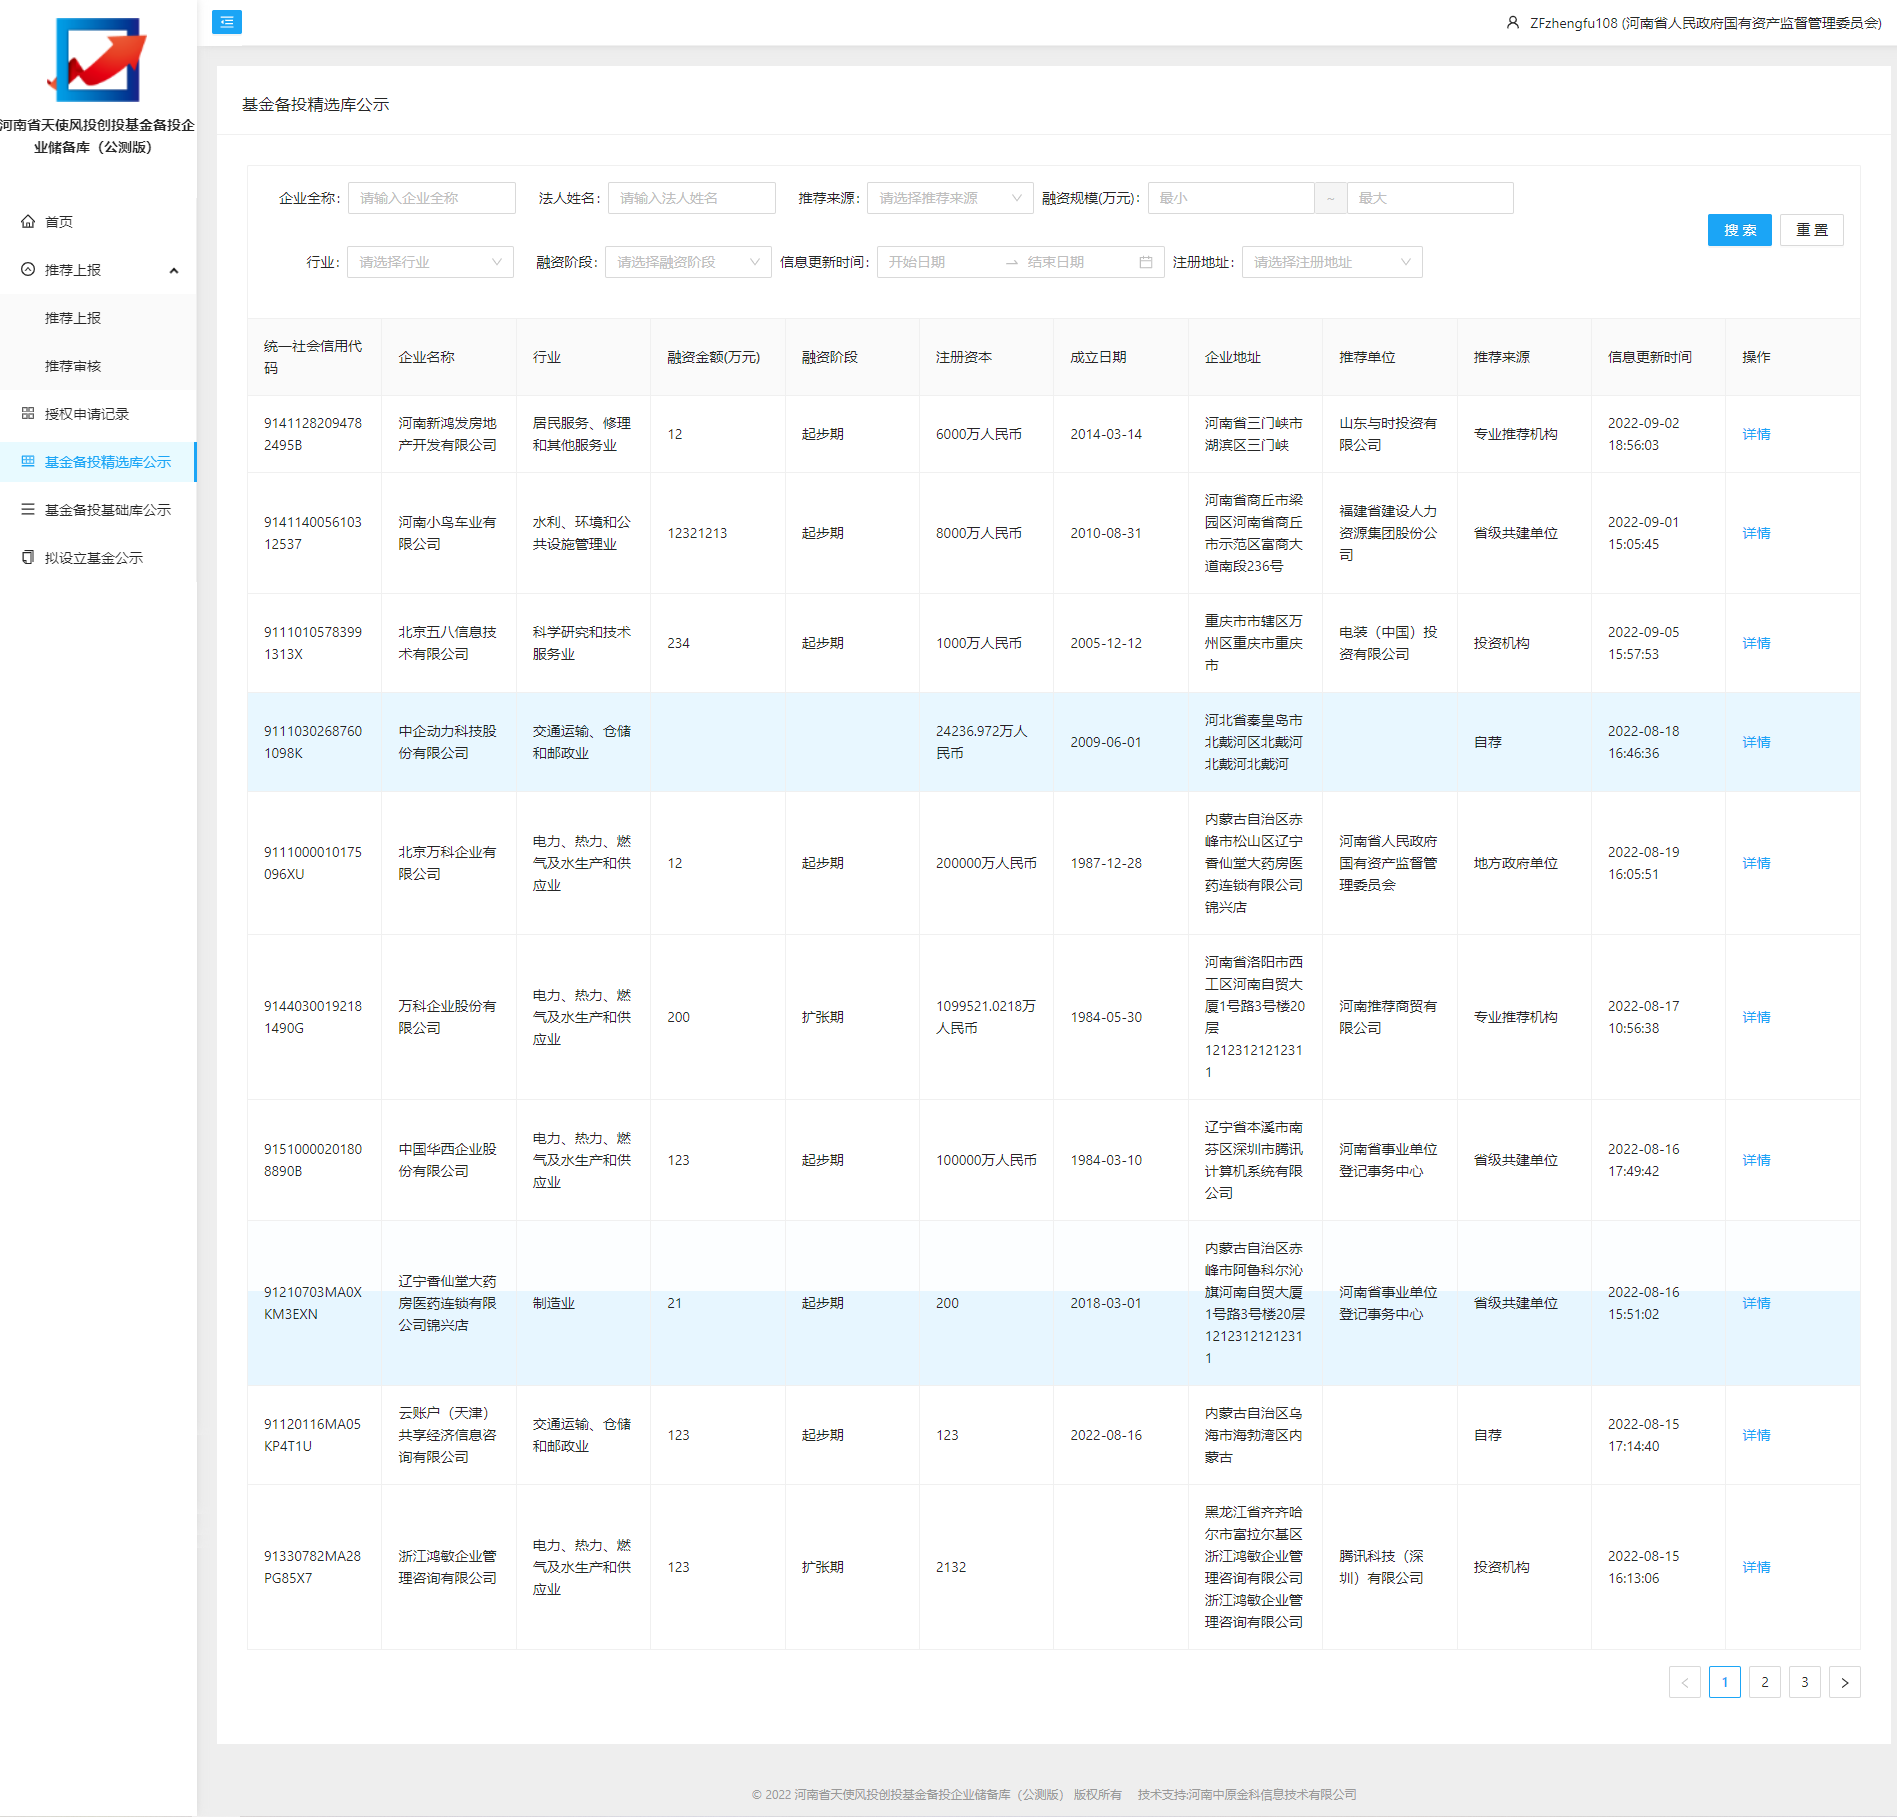 河南省天使风投创投基金备投企
业储备库（公测版）
首页
推荐上报
推荐上报
推荐审核
授权申请记录
基金备投精选库公示
基金备投基础库公示
拟设立基金公示
ZFzhengfu108 (河南省人民政府国有资产监督管理委员会)
基金备投精选库公示
企业全称: 请输入企业全称 法人姓名: 请输入法人姓名 推荐来源: 请选择推荐来源 融资规模(万元): 最小 ~ 最大
搜 索 重 置
行业: 请选择行业 融资阶段: 请选择融资阶段 信息更新时间: 开始日期 → 结束日期 注册地址: 请选择注册地址
统一社会信用代
码
企业名称
行业
融资金额(万元)
融资阶段
注册资本
成立日期
企业地址
推荐单位
推荐来源
信息更新时间
操作
9141128209478
2495B
河南新鸿发房地
产开发有限公司
居民服务、修理
和其他服务业
12
起步期
6000万人民币
2014-03-14
河南省三门峡市
湖滨区三门峡
山东与时投资有
限公司
专业推荐机构
2022-09-02
18:56:03
详情
9141140056103
12537
河南小鸟车业有
限公司
水利、环境和公
共设施管理业
12321213
起步期
8000万人民币
2010-08-31
河南省商丘市梁
园区河南省商丘
市示范区富商大
道南段236号
福建省建设人力
资源集团股份公
司
省级共建单位
2022-09-01
15:05:45
详情
9111010578399
1313X
北京五八信息技
术有限公司
科学研究和技术
服务业
234
起步期
1000万人民币
2005-12-12
重庆市市辖区万
州区重庆市重庆
市
电装（中国）投
资有限公司
投资机构
2022-09-05
15:57:53
详情
9111030268760
1098K
中企动力科技股
份有限公司
交通运输、仓储
和邮政业
24236.972万人
民币
2009-06-01
河北省秦皇岛市
北戴河区北戴河
北戴河北戴河
自荐
2022-08-18
16:46:36
详情
9111000010175
096XU
北京万科企业有
限公司
电力、热力、燃
气及水生产和供
应业
12
起步期
200000万人民币
1987-12-28
内蒙古自治区赤
峰市松山区辽宁
香仙堂大药房医
药连锁有限公司
锦兴店
河南省人民政府
国有资产监督管
理委员会
地方政府单位
2022-08-19
16:05:51
详情
9144030019218
1490G
万科企业股份有
限公司
电力、热力、燃
气及水生产和供
应业
200
扩张期
1099521.0218万
人民币
1984-05-30
河南省洛阳市西
工区河南自贸大
厦1号路3号楼20
层
1212312121231
1
河南推荐商贸有
限公司
专业推荐机构
2022-08-17
10:56:38
详情
9151000020180
8890B
中国华西企业股
份有限公司
电力、热力、燃
气及水生产和供
应业
123
起步期
100000万人民币
1984-03-10
辽宁省本溪市南
芬区深圳市腾讯
计算机系统有限
公司
河南省事业单位
登记事务中心
省级共建单位
2022-08-16
17:49:42
详情
91210703MA0X
KM3EXN
辽宁香仙堂大药
房医药连锁有限
公司锦兴店
制造业
21
起步期
200
2018-03-01
内蒙古自治区赤
峰市阿鲁科尔沁
旗河南自贸大厦
1号路3号楼20层
1212312121231
1
河南省事业单位
登记事务中心
省级共建单位
2022-08-16
15:51:02
详情
91120116MA05
KP4T1U
云账户（天津）
共享经济信息咨
询有限公司
交通运输、仓储
和邮政业
123
起步期
123
2022-08-16
内蒙古自治区乌
海市海勃湾区内
蒙古
自荐
2022-08-15
17:14:40
详情
91330782MA28
PG85X7
浙江鸿敏企业管
理咨询有限公司
电力、热力、燃
气及水生产和供
应业
123
扩张期
2132
黑龙江省齐齐哈
尔市富拉尔基区
浙江鸿敏企业管
理咨询有限公司
浙江鸿敏企业管
理咨询有限公司
腾讯科技（深
圳）有限公司
投资机构
2022-08-15
16:13:06
详情
< 1 2 3 >
© 2022 河南省天使风投创投基金备投企业储备库（公测版） 版权所有 技术支持:河南中原金科信息技术有限公司